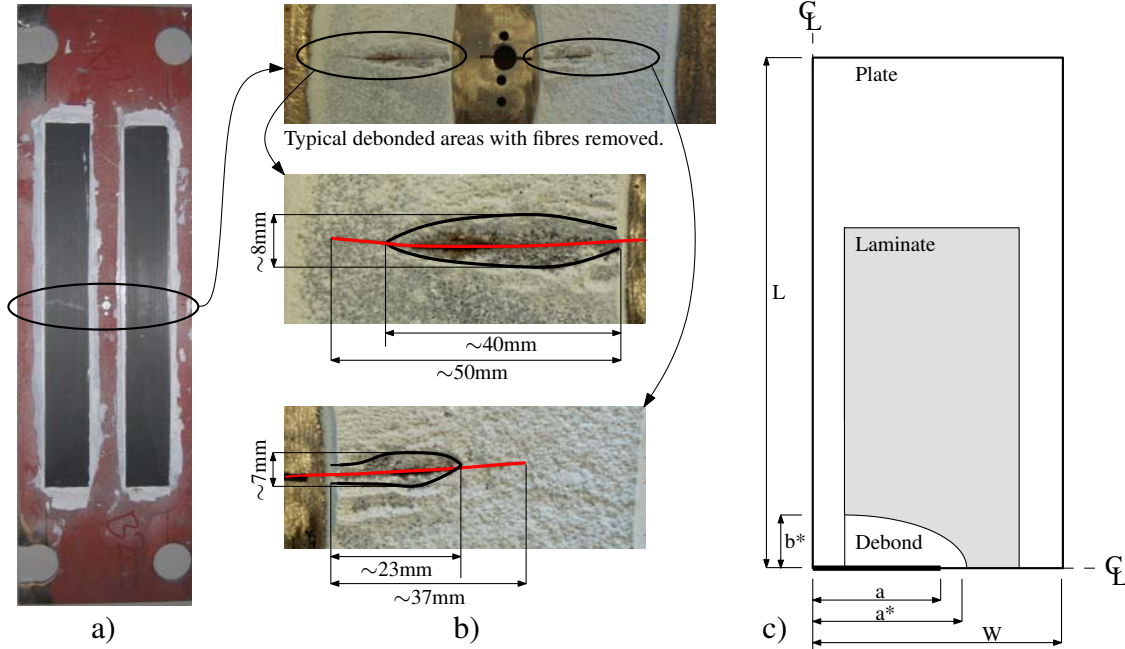 Typical debonded areas with fibres removed.
~8mm
~40mm
~50mm
~7mm
~23mm
~37mm
a)
b)
C
L
Plate
Laminate
L
b*
Debond
C
L
a
a*
W
c)